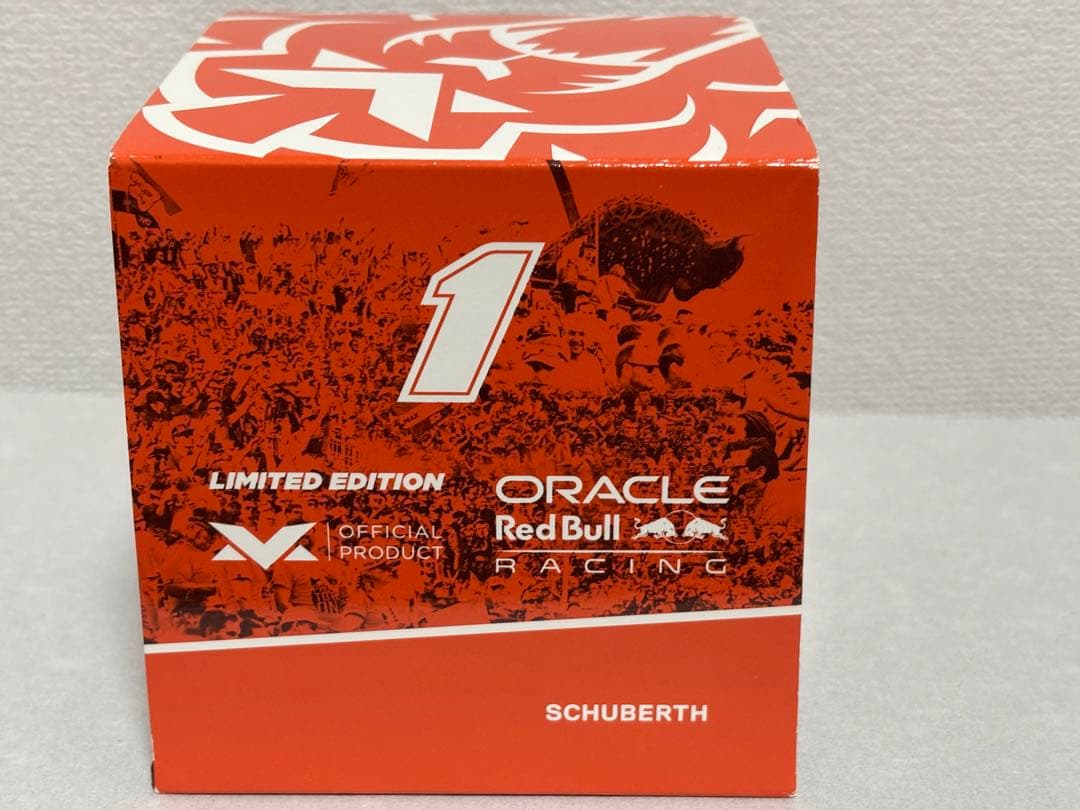 1
LIMITED EDITION
OFFICIAL
PRODUCT
ORACLE
Red Bull
RACING
SCHUBERTH